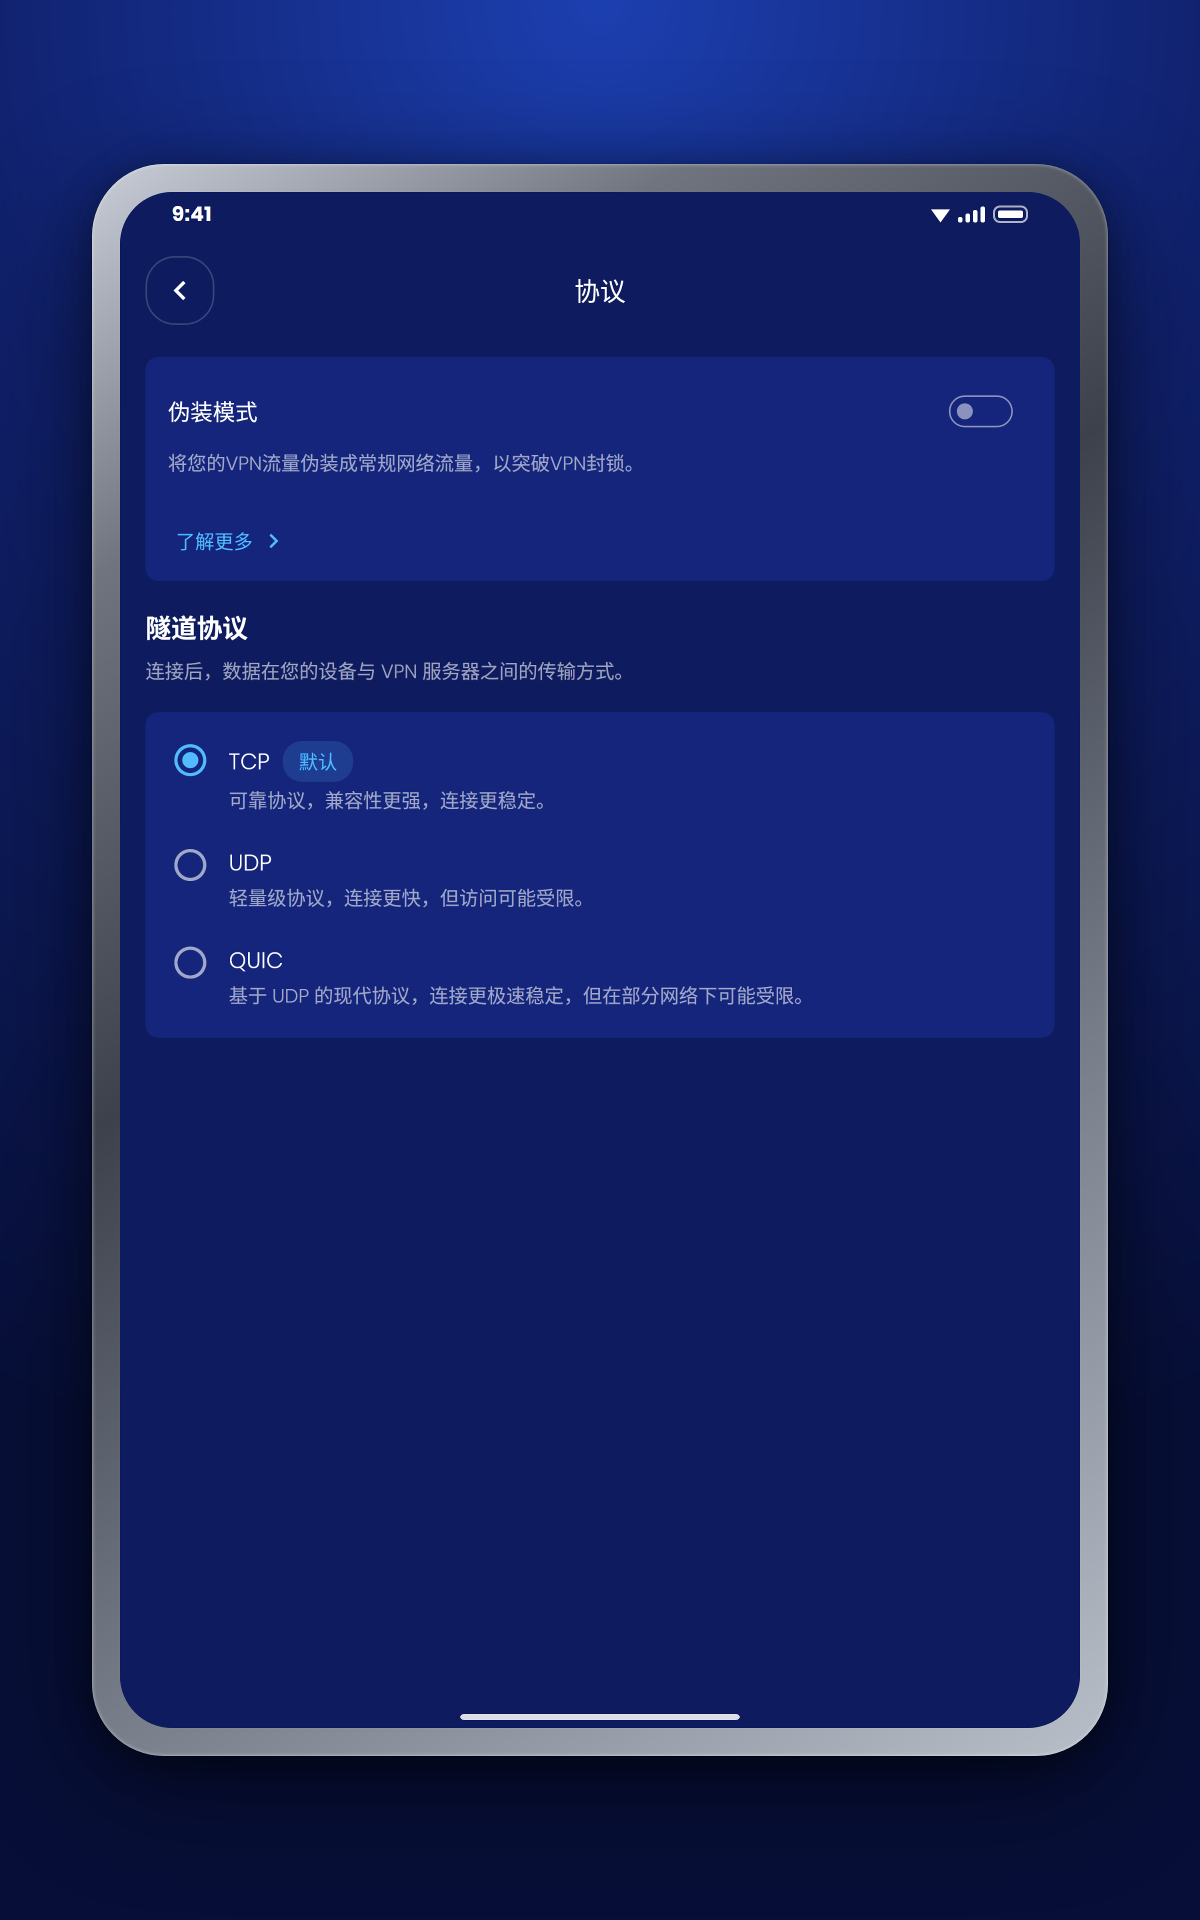 9:41
协议
伪装模式
将您的VPN流量伪装成常规网络流量，以突破VPN封锁。
了解更多
隧道协议
连接后，数据在您的设备与 VPN 服务器之间的传输方式。
TCP 默认
可靠协议，兼容性更强，连接更稳定。
UDP
轻量级协议，连接更快，但访问可能受限。
QUIC
基于 UDP 的现代协议，连接更极速稳定，但在部分网络下可能受限。